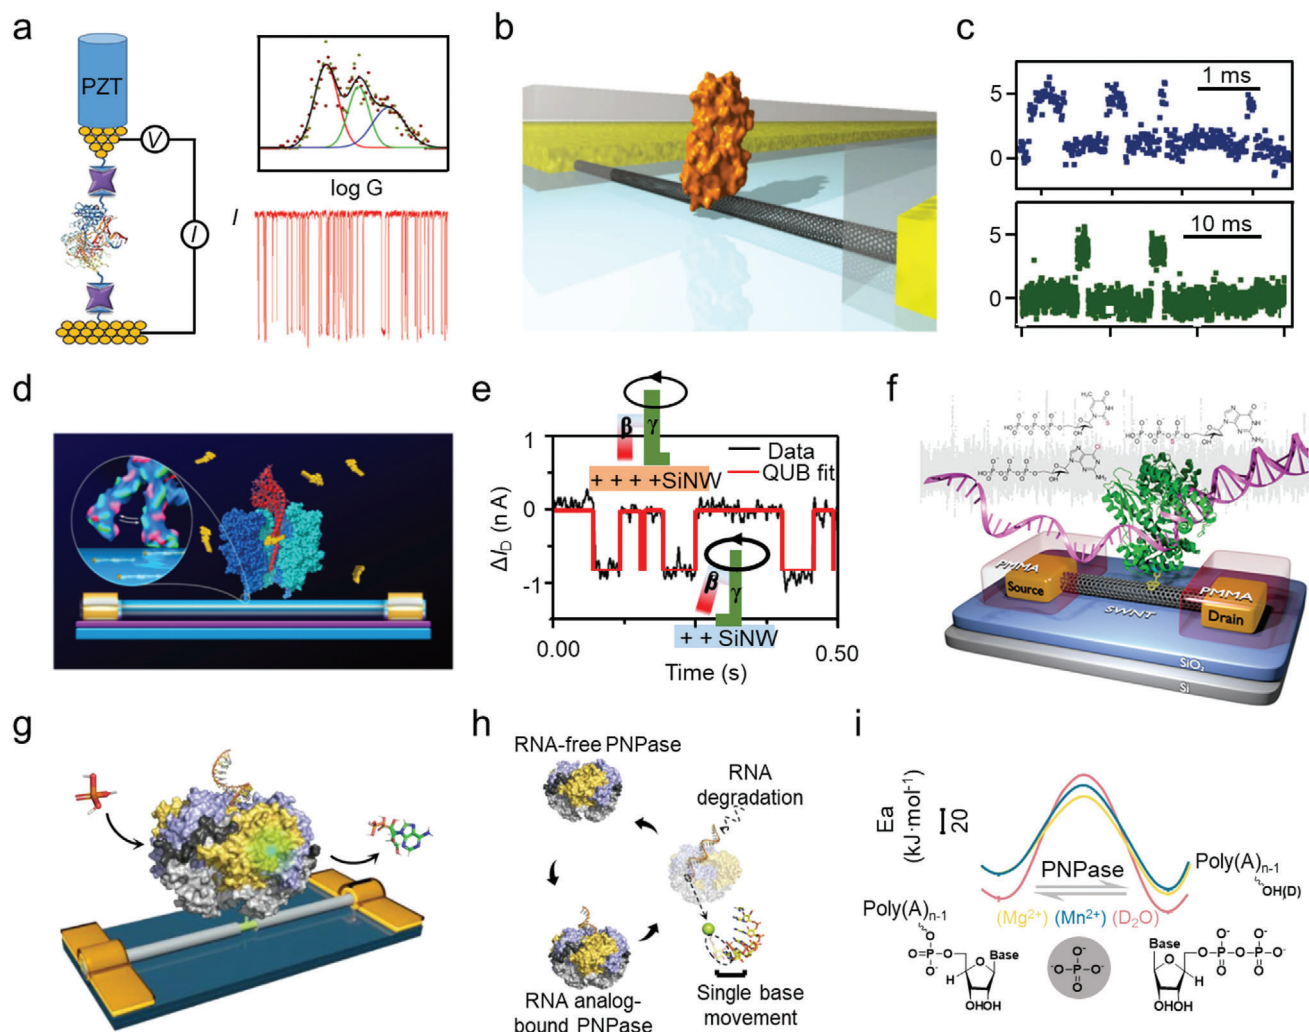 a
PZT
V
I
log G
I
b
c
1 ms
5
0
10 ms
5
0
d
e
β
γ
1
Data
+ + + +SiNW
QUB fit
0
ΔI_D (n A)
β
γ
-1
+ + SiNW
0.00
0.50
Time (s)
f
PMMA
Source
SWNT
PMMA
Drain
SiO₂
Si
g
h
RNA-free PNPase
RNA
degradation
RNA analog-
bound PNPase
Single base
movement
i
Ea
(kJ·mol⁻¹)
20
PNPase
Poly(A)n-1
OH(D)
(Mg²⁺) (Mn²⁺) (D₂O)
Poly(A)n-1
O
O⁻
P
O
O
Base
H
OHOH
O⁻
⁻O-P-O⁻
O
Base
O
H
OHOH
O⁻ O⁻
O-P-O-P-O⁻
O O